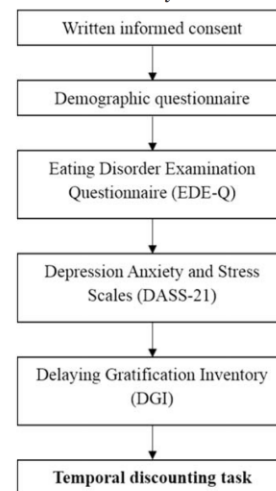 Written informed consent
Demographic questionnaire
Eating Disorder Examination
Questionnaire (EDE-Q)
Depression Anxiety and Stress
Scales (DASS-21)
Delaying Gratification Inventory
(DGI)
Temporal discounting task